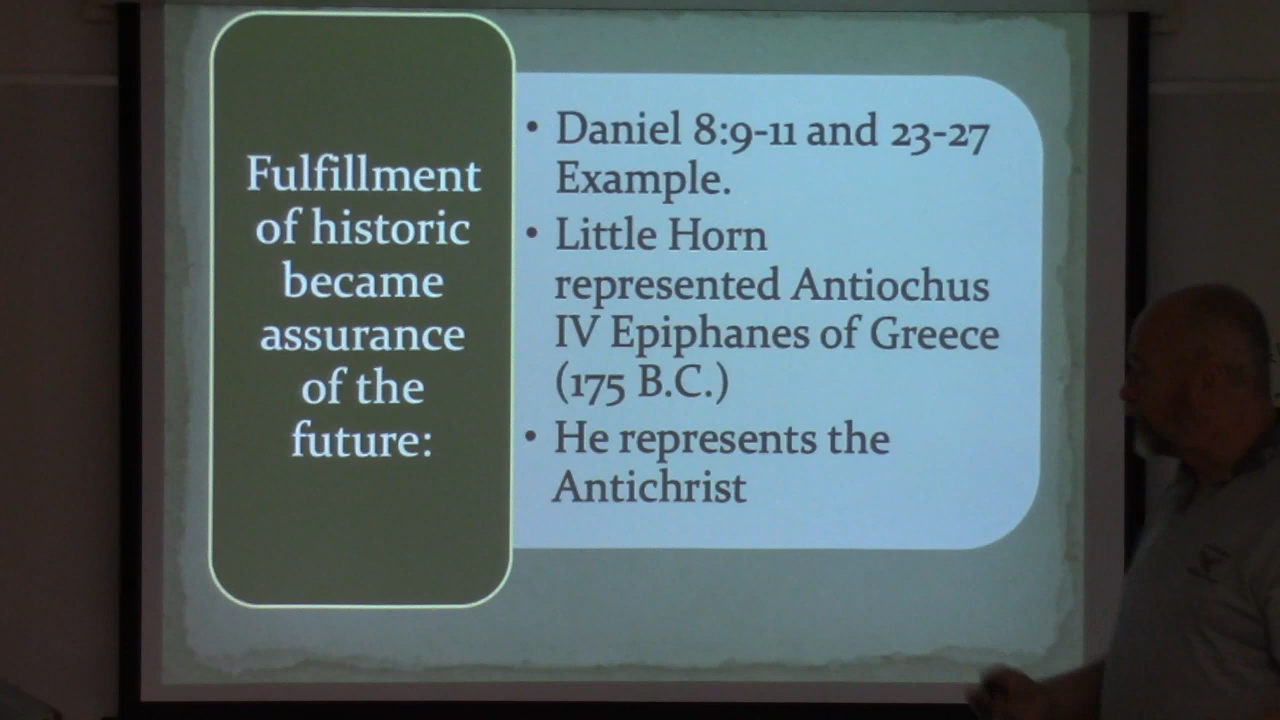 Fulfillment
of historic
became
assurance
of the
future:
• Daniel 8:9-11 and 23-27
Example.
• Little Horn
represented Antiochus
IV Epiphanes of Greece
(175 B.C.)
• He represents the
Antichrist